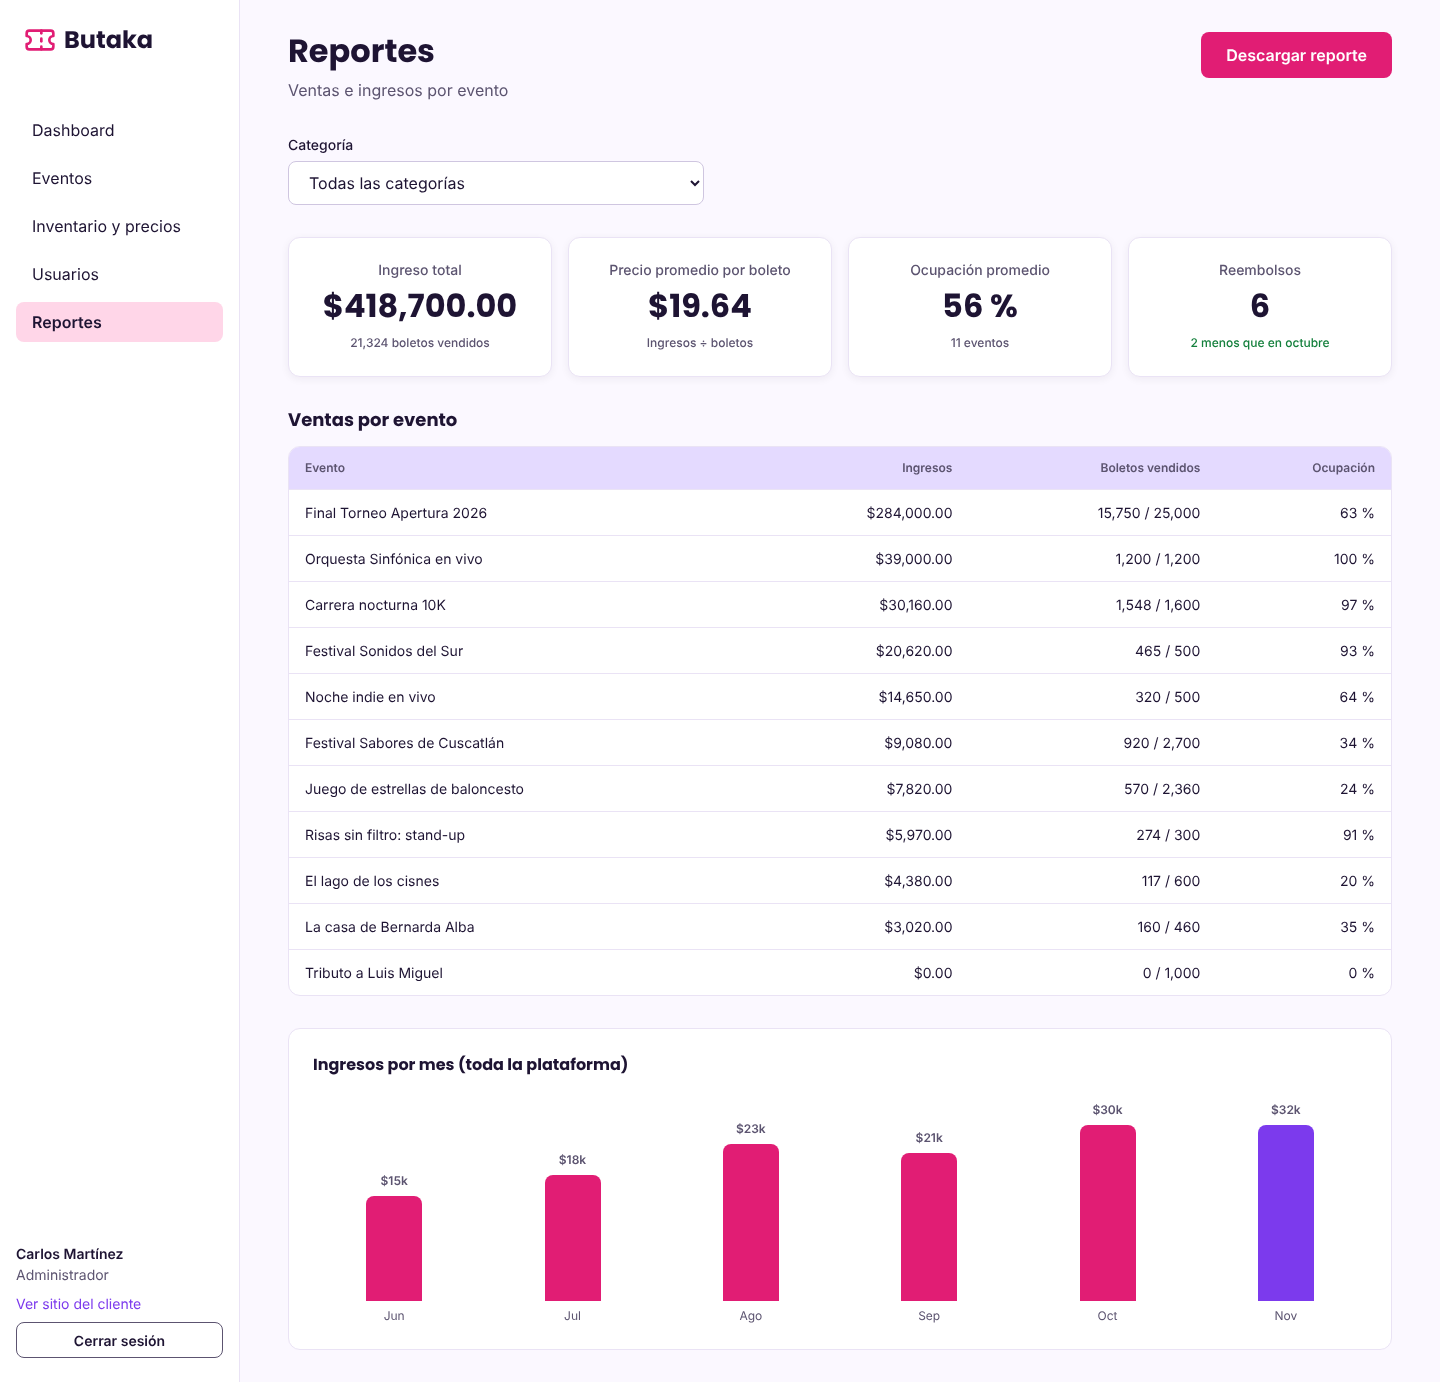 Butaka
Dashboard
Eventos
Inventario y precios
Usuarios
Reportes
Carlos Martínez
Administrador
Ver sitio del cliente
Cerrar sesión
Reportes
Descargar reporte
Ventas e ingresos por evento
Categoría
Todas las categorías
Ingreso total
$418,700.00
21,324 boletos vendidos
Precio promedio por boleto
$19.64
Ingresos ÷ boletos
Ocupación promedio
56 %
11 eventos
Reembolsos
6
2 menos que en octubre
Ventas por evento
Evento Ingresos Boletos vendidos Ocupación
Final Torneo Apertura 2026 $284,000.00 15,750 / 25,000 63 %
Orquesta Sinfónica en vivo $39,000.00 1,200 / 1,200 100 %
Carrera nocturna 10K $30,160.00 1,548 / 1,600 97 %
Festival Sonidos del Sur $20,620.00 465 / 500 93 %
Noche indie en vivo $14,650.00 320 / 500 64 %
Festival Sabores de Cuscatlán $9,080.00 920 / 2,700 34 %
Juego de estrellas de baloncesto $7,820.00 570 / 2,360 24 %
Risas sin filtro: stand-up $5,970.00 274 / 300 91 %
El lago de los cisnes $4,380.00 117 / 600 20 %
La casa de Bernarda Alba $3,020.00 160 / 460 35 %
Tributo a Luis Miguel $0.00 0 / 1,000 0 %
Ingresos por mes (toda la plataforma)
$15k $18k $23k $21k $30k $32k
Jun Jul Ago Sep Oct Nov